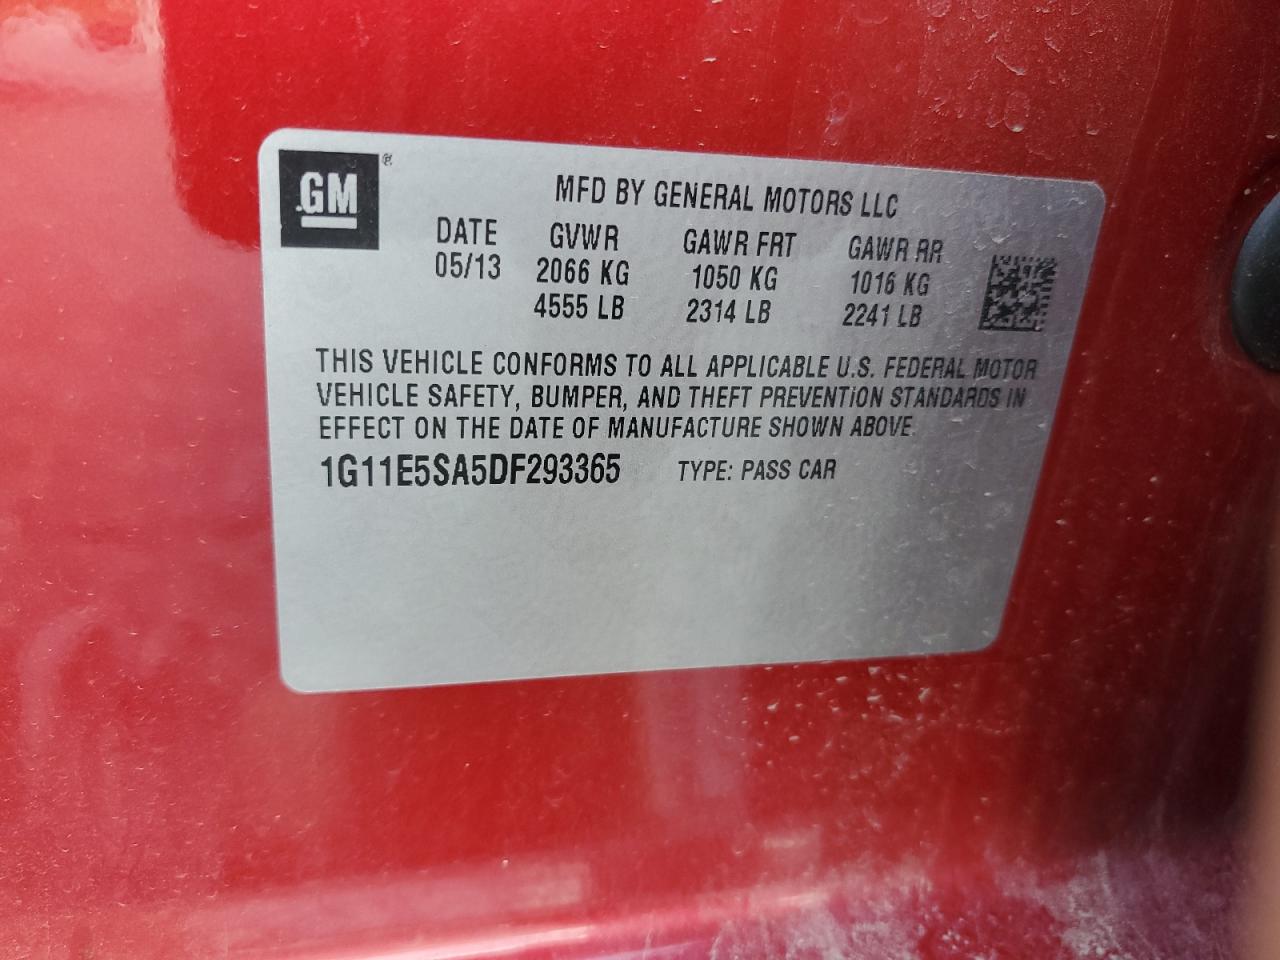 GM®
MFD BY GENERAL MOTORS LLC
DATE GVWR GAWR FRT GAWR RR
05/13 2066 KG 1050 KG 1016 KG
4555 LB 2314 LB 2241 LB
THIS VEHICLE CONFORMS TO ALL APPLICABLE U.S. FEDERAL MOTOR
VEHICLE SAFETY, BUMPER, AND THEFT PREVENTION STANDARDS IN
EFFECT ON THE DATE OF MANUFACTURE SHOWN ABOVE.
1G11E5SA5DF293365 TYPE: PASS CAR